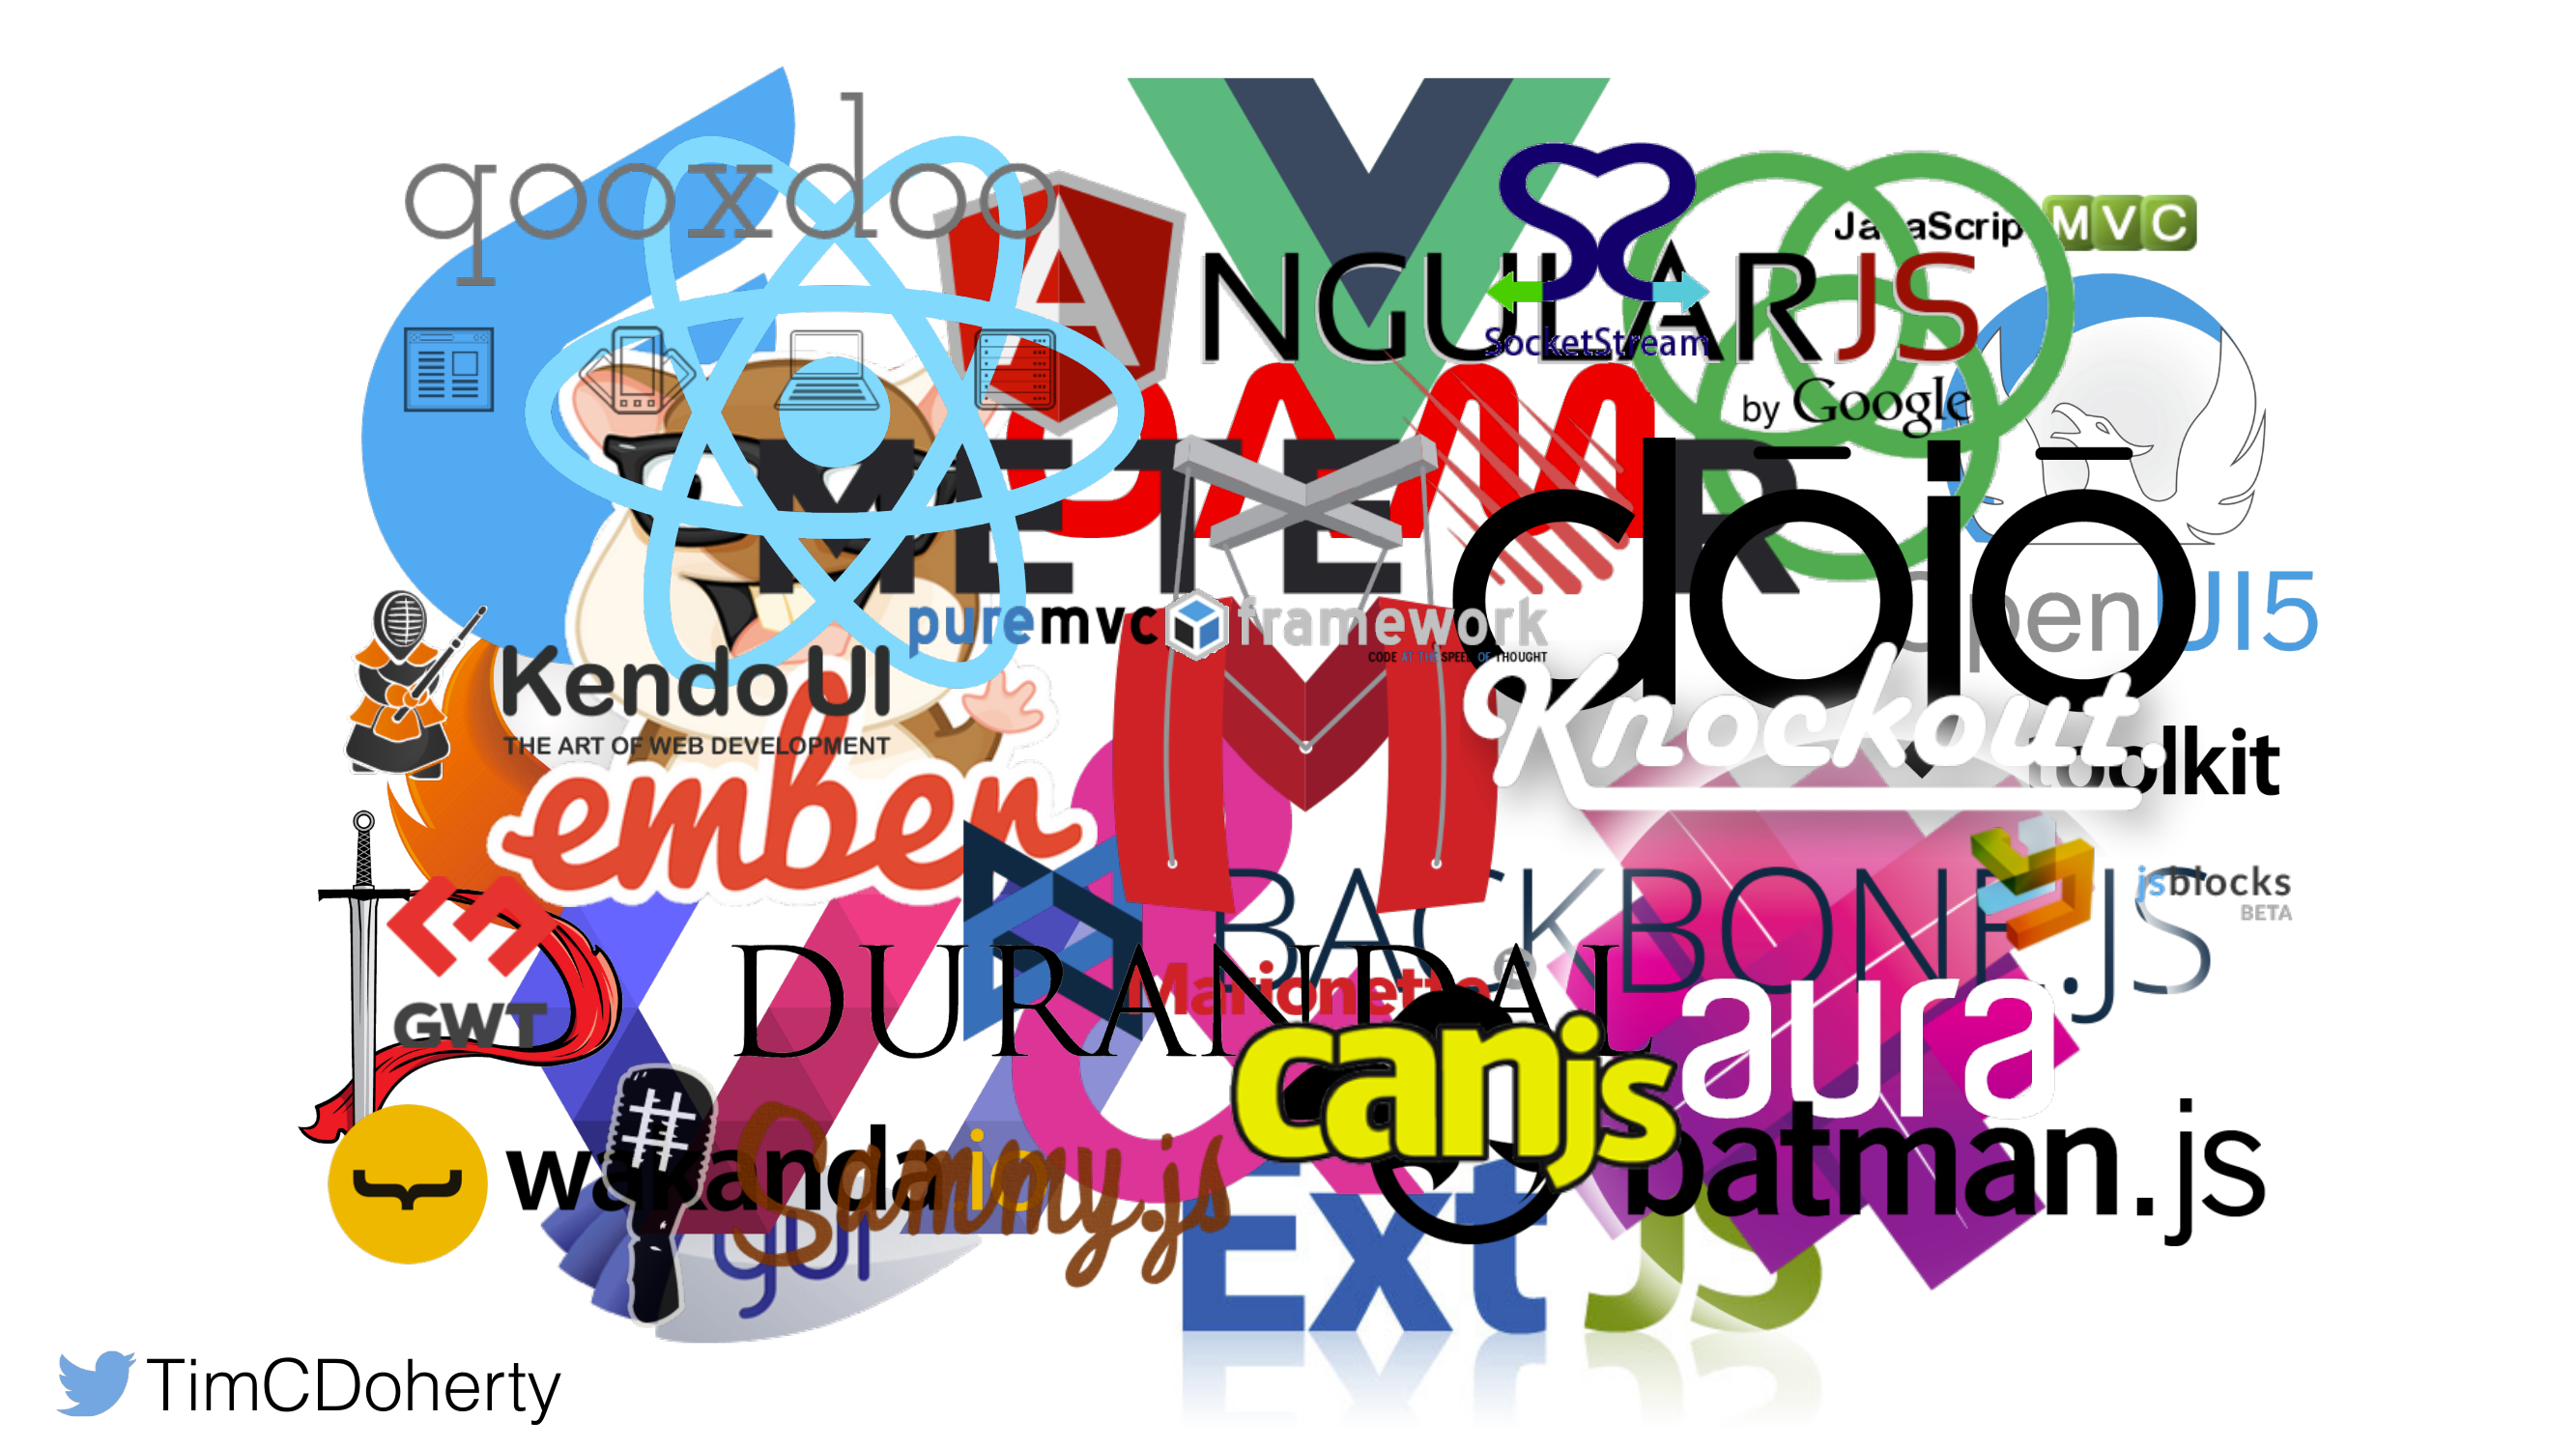 qooxdoo
JavaScript MVC
ANGULARJS
SocketStream
by Google
METEOR
dojo
puremvc framework
CODE AT THE SPEED OF THOUGHT
openUI5
Kendo UI
THE ART OF WEB DEVELOPMENT
Knockout.
toolkit
ember
BACKBONE.JS
jsblocks
BETA
DURANDAL
Marionette
GWT
aura
canjs
wakanda.io
batman.js
Sammy.js
gui
Ext JS
TimCDoherty